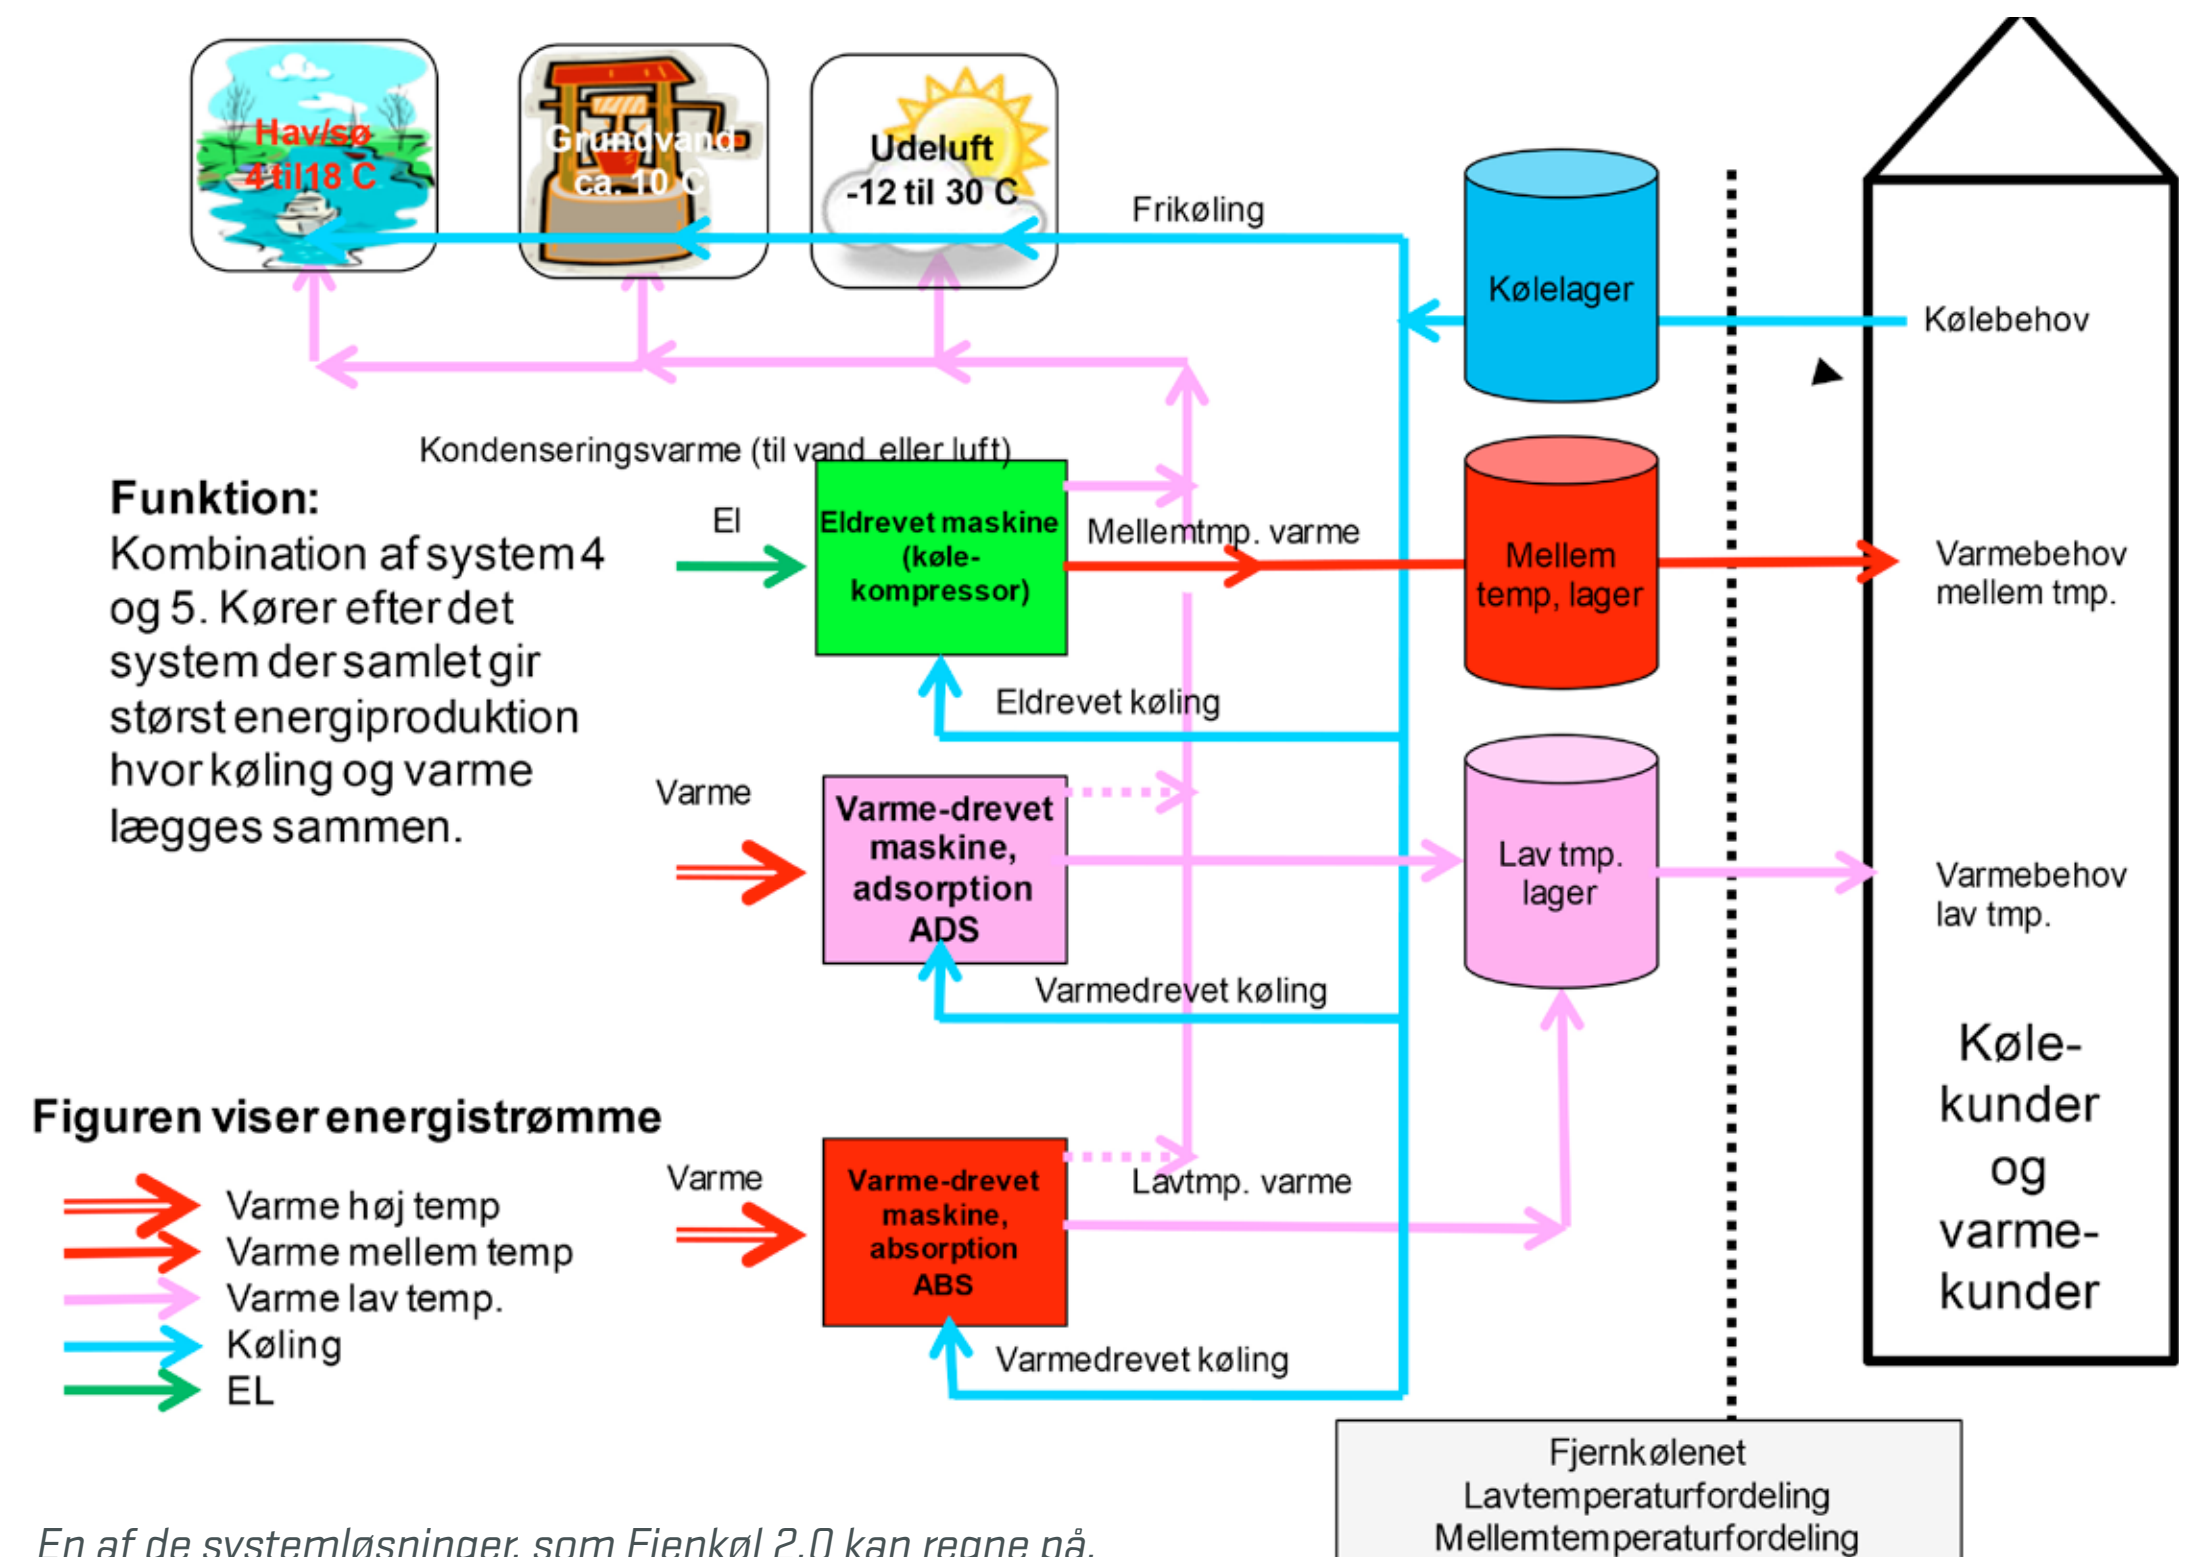 Hav/sø
4 til18 C
Grundvand
ca. 10 C
Udeluft
-12 til 30 C
Frikøling
Kølelager
Kølebehov
Kondenseringsvarme (til vand eller luft)
Funktion:
Kombination af system 4
og 5. Kører efter det
system der samlet gir
størst energiproduktion
hvor køling og varme
lægges sammen.
El
Eldrevet maskine
(køle-
kompressor)
Mellemtmp. varme
Mellem
temp, lager
Varmebehov
mellem tmp.
Eldrevet køling
Varme
Varme-drevet
maskine,
adsorption
ADS
Lav tmp.
lager
Varmebehov
lav tmp.
Varmedrevet køling
Køle-
kunder
og
varme-
kunder
Figuren viser energistrømme
Varme høj temp
Varme mellem temp
Varme lav temp.
Køling
EL
Varme
Varme-drevet
maskine,
absorption
ABS
Lavtmp. varme
Varmedrevet køling
Fjernkølenet
Lavtemperaturfordeling
Mellemtemperaturfordeling
En af de systemløsninger, som Fjenkøl 2.0 kan regne på.